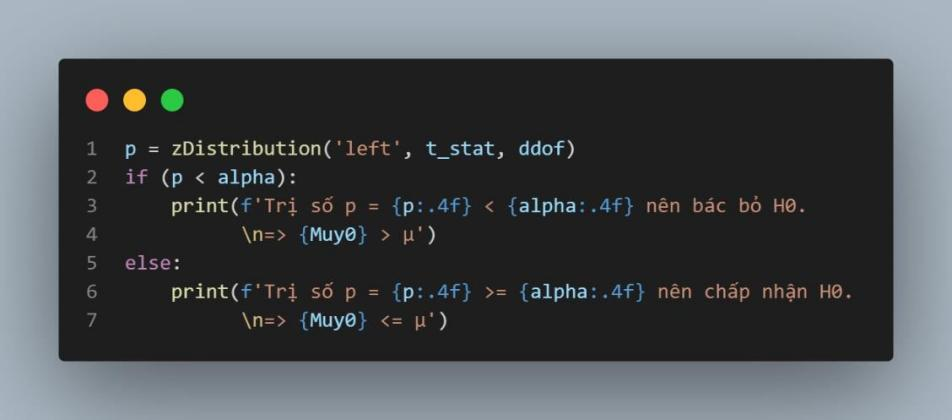 1 p = zDistribution('left', t_stat, ddof)
2 if (p < alpha):
3     print(f'Trị số p = {p:.4f} < {alpha:.4f} nên bác bỏ H0.
4           \n=> {Muy0} > μ')
5 else:
6     print(f'Trị số p = {p:.4f} >= {alpha:.4f} nên chấp nhận H0.
7           \n=> {Muy0} <= μ')